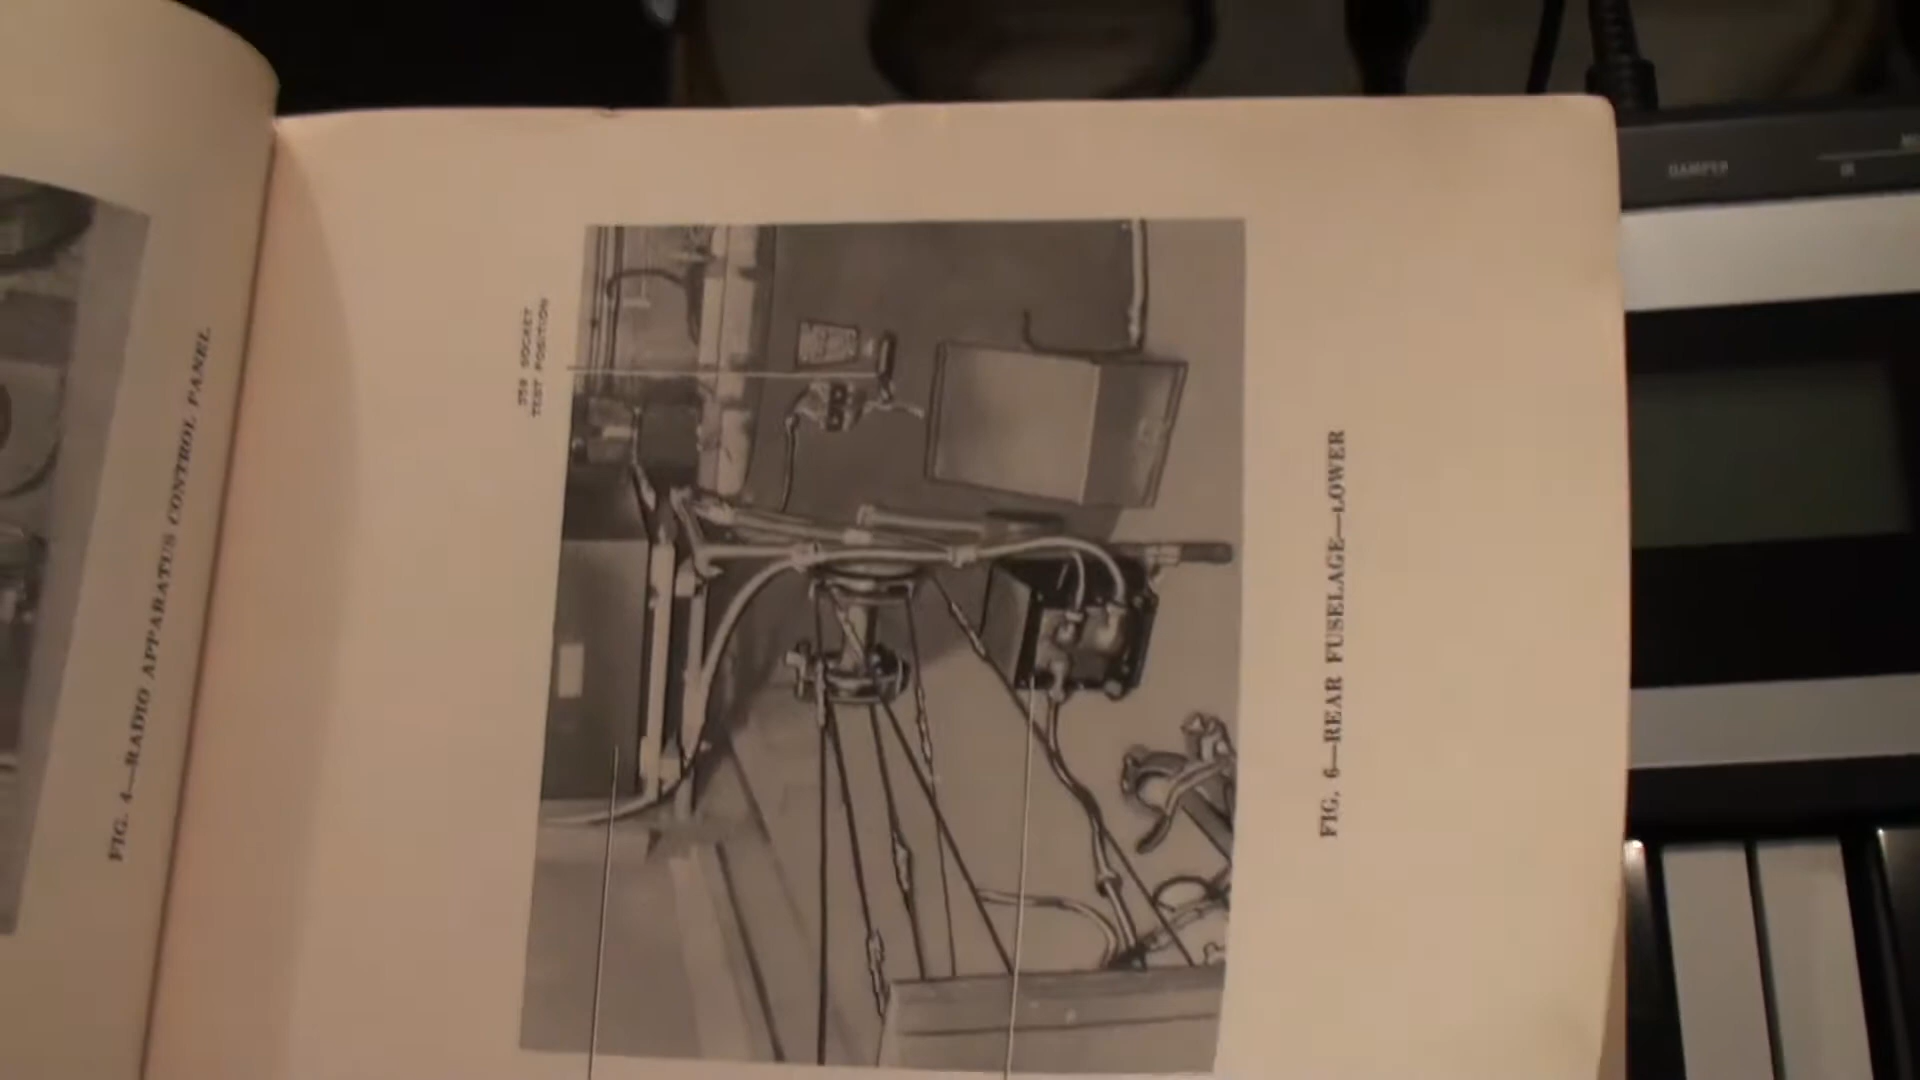 FIG. 4—RADIO APPARATUS CONTROL PANEL
SOCKET
TEST POSITION
FIG. 6—REAR FUSELAGE—LOWER
DAMPER